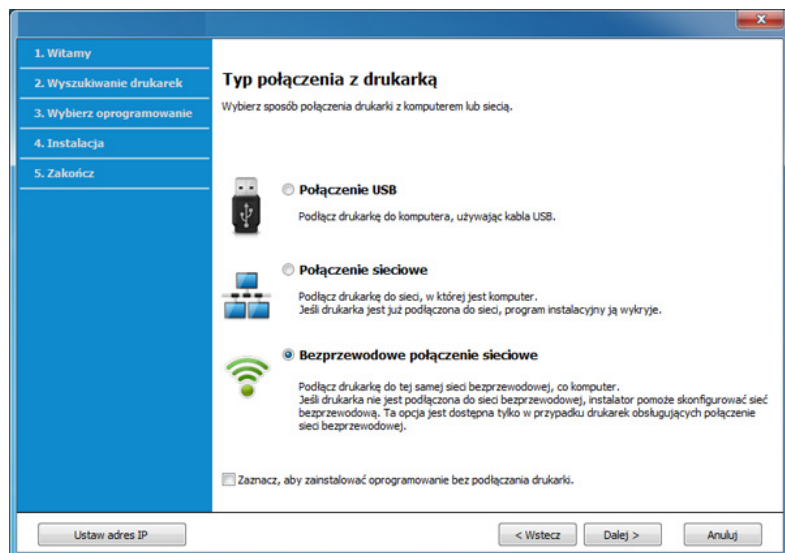 1. Witamy
2. Wyszukiwanie drukarek
3. Wybierz oprogramowanie
4. Instalacja
5. Zakończ
Typ połączenia z drukarką
Wybierz sposób połączenia drukarki z komputerem lub siecią.
Połączenie USB
Podłącz drukarkę do komputera, używając kabla USB.
Połączenie sieciowe
Podłącz drukarkę do sieci, w której jest komputer.
Jeśli drukarka jest już podłączona do sieci, program instalacyjny ją wykryje.
Bezprzewodowe połączenie sieciowe
Podłącz drukarkę do tej samej sieci bezprzewodowej, co komputer.
Jeśli drukarka nie jest podłączona do sieci bezprzewodowej, instalator pomoże skonfigurować sieć
bezprzewodową. Ta opcja jest dostępna tylko w przypadku drukarek obsługujących połączenie
sieci bezprzewodowej.
Zaznacz, aby zainstalować oprogramowanie bez podłączania drukarki.
Ustaw adres IP
< Wstecz
Dalej >
Anuluj